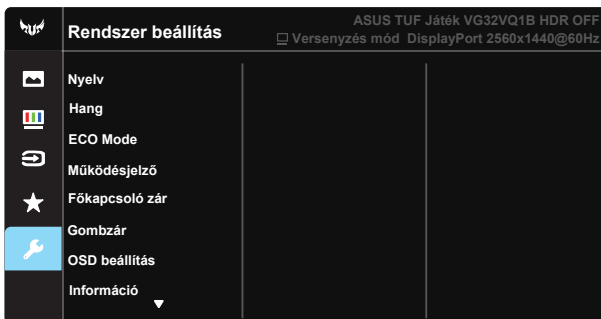 Rendszer beállítás
ASUS TUF Játék VG32VQ1B HDR OFF
Versenyzés mód DisplayPort 2560x1440@60Hz
Nyelv
Hang
ECO Mode
Működésjelző
Főkapcsoló zár
Gombzár
OSD beállítás
Információ